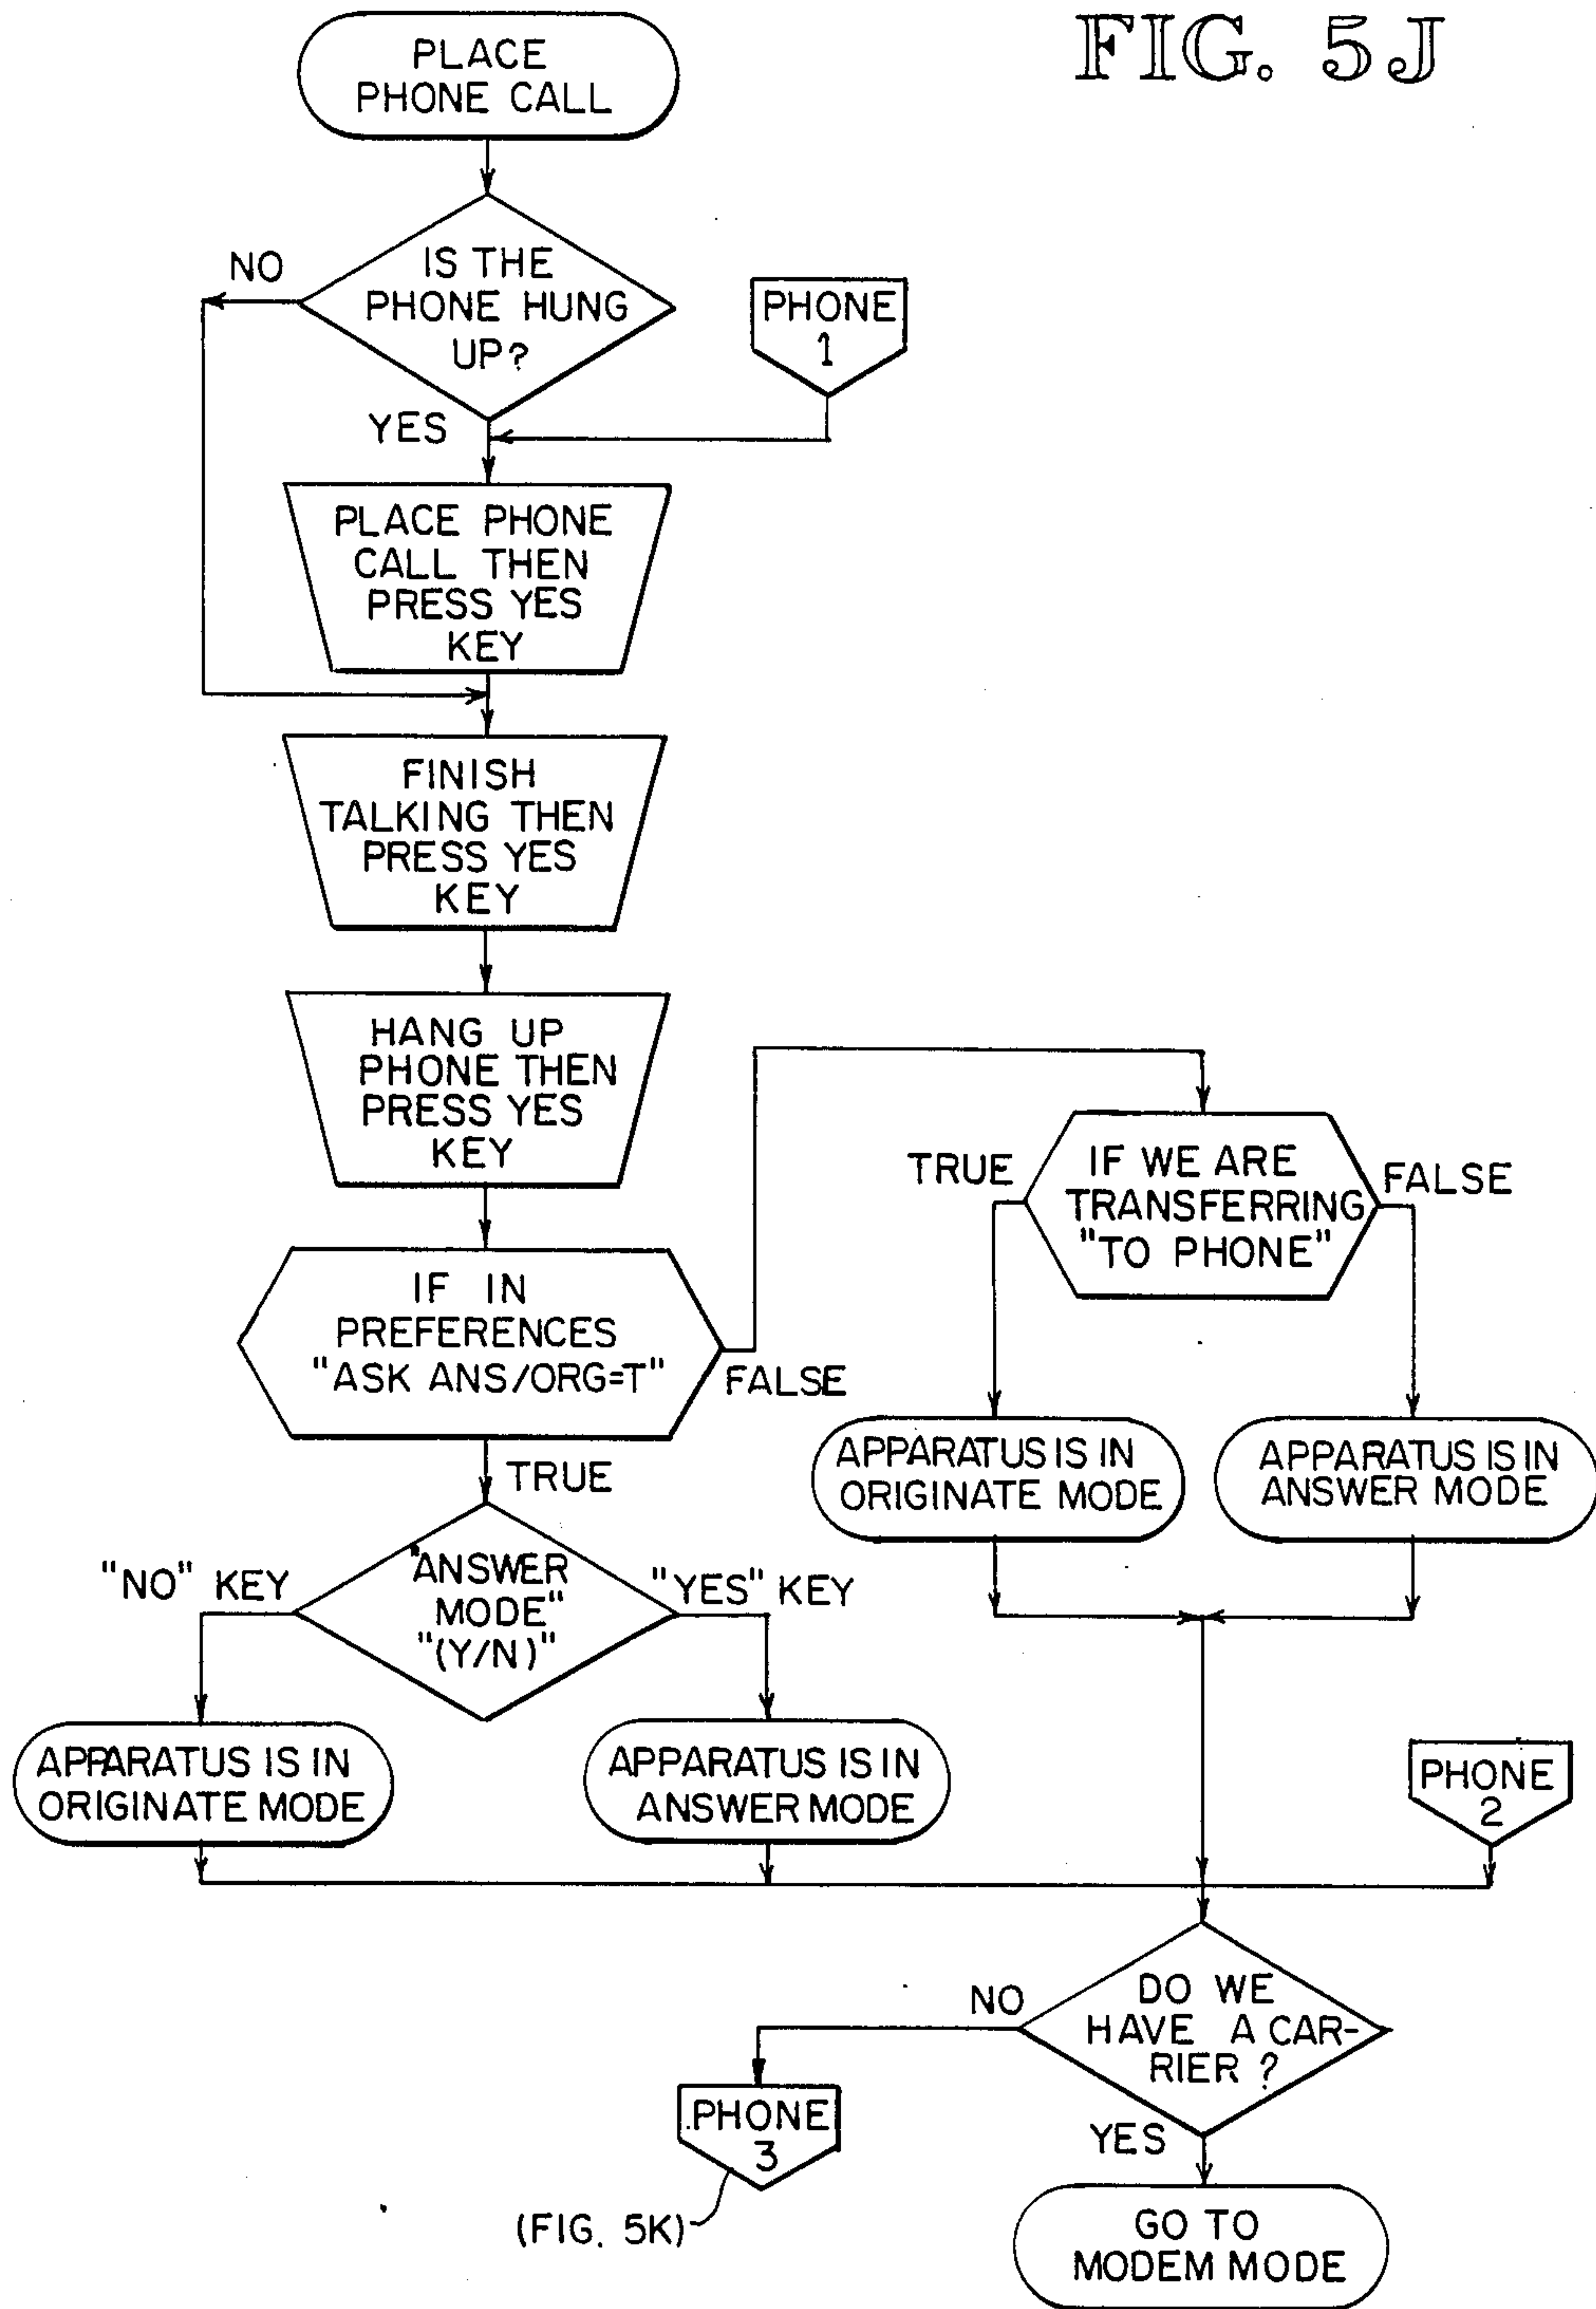 FIG. 5J
PLACE
PHONE CALL
NO
IS THE
PHONE HUNG
UP?
PHONE
1
YES
PLACE PHONE
CALL THEN
PRESS YES
KEY
FINISH
TALKING THEN
PRESS YES
KEY
HANG UP
PHONE THEN
PRESS YES
KEY
IF IN
PREFERENCES
"ASK ANS/ORG=T"
FALSE
TRUE
TRUE
IF WE ARE
TRANSFERRING
"TO PHONE"
FALSE
APPARATUS IS IN
ORIGINATE MODE
APPARATUS IS IN
ANSWER MODE
"NO" KEY
"ANSWER
MODE"
"(Y/N)"
"YES" KEY
APPARATUS IS IN
ORIGINATE MODE
APPARATUS IS IN
ANSWER MODE
PHONE
2
NO
DO WE
HAVE A CAR-
RIER ?
YES
PHONE
3
(FIG. 5K)
GO TO
MODEM MODE